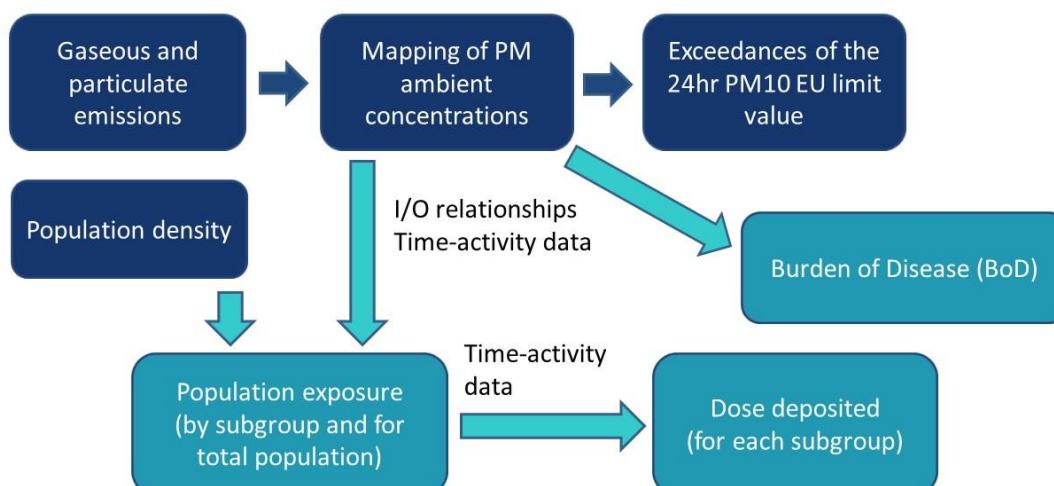 Gaseous and
particulate
emissions
Mapping of PM
ambient
concentrations
Exceedances of the
24hr PM10 EU limit
value
Population density
I/O relationships
Time-activity data
Burden of Disease (BoD)
Population exposure
(by subgroup and for
total population)
Time-activity
data
Dose deposited
(for each subgroup)